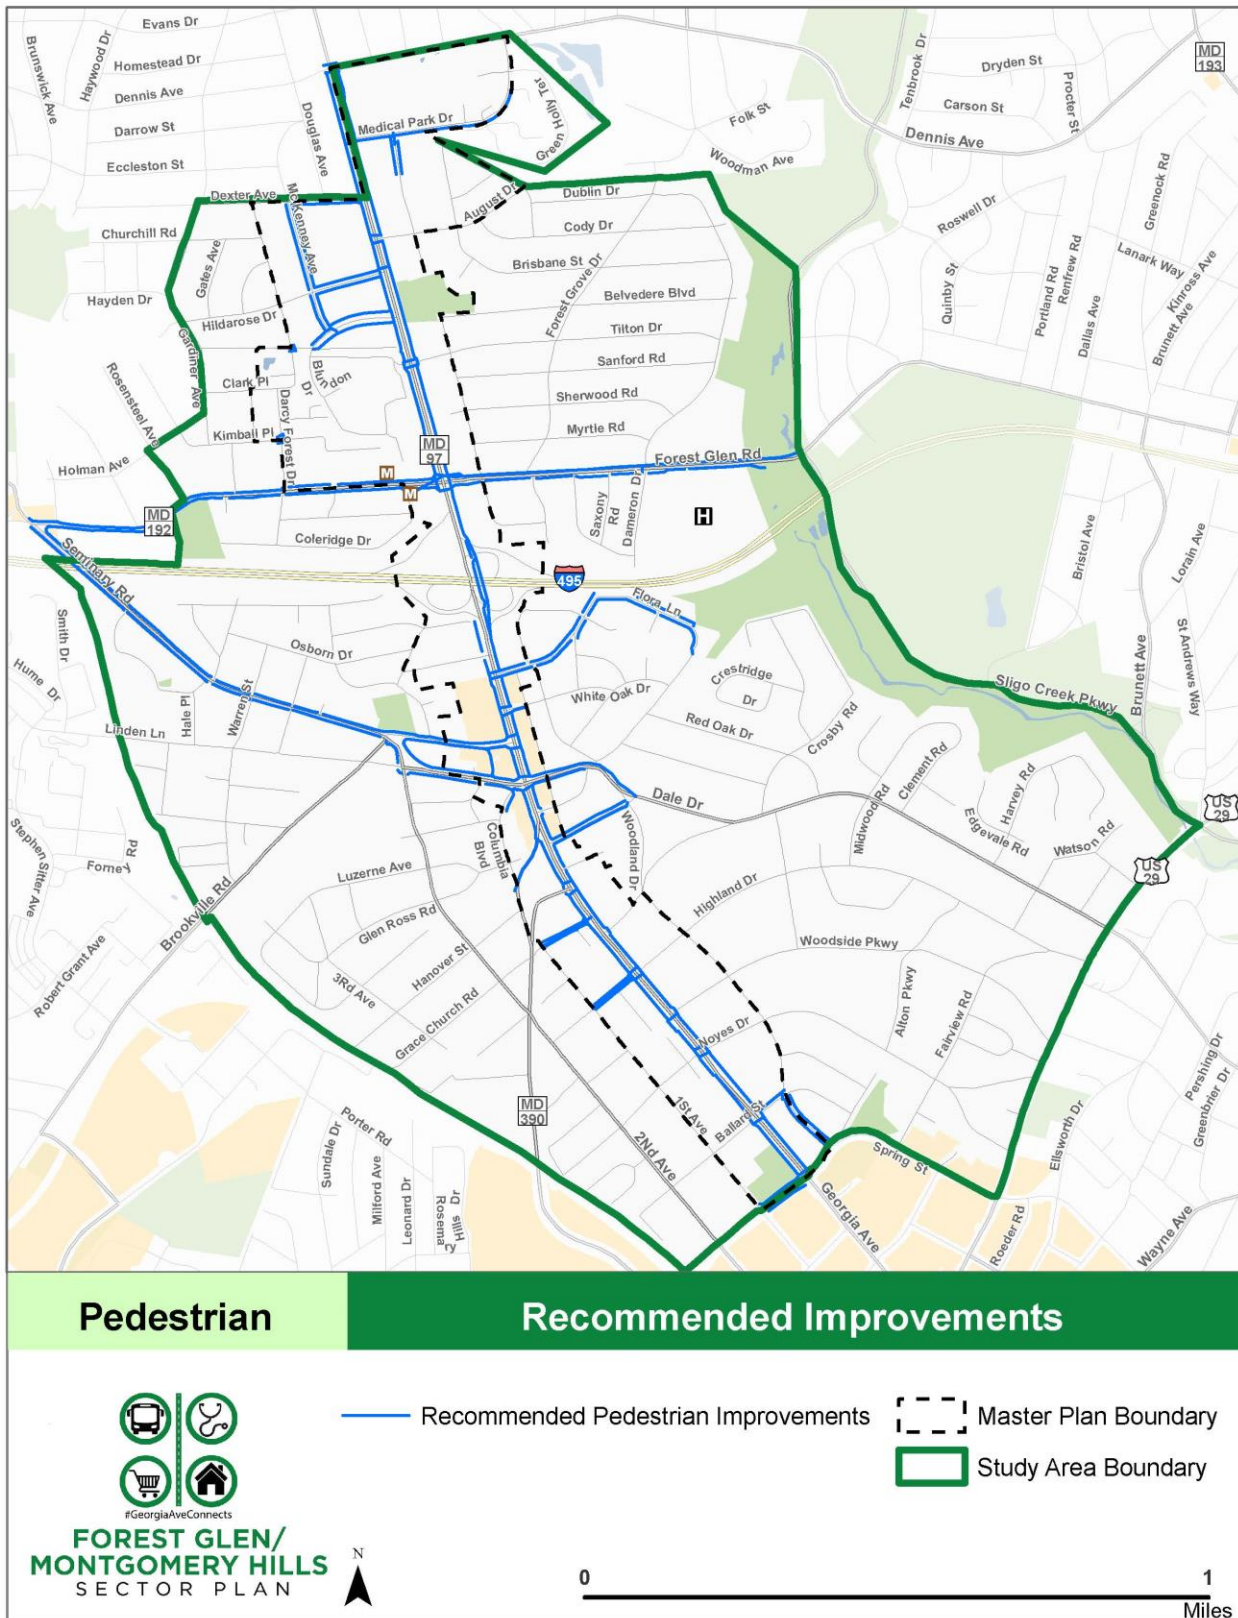 Evans Dr
Homestead Dr
Dennis Ave
Darrow St
Eccleston St
Brunswick Ave
Haywood Dr
Douglas Ave
Medical Park Dr
Green Holly Ter
Folk St
Woodman Ave
Tenbrook Dr
Dryden St
Carson St
Procter St
Dennis Ave
MD
193
Dexter Ave
McKenney Ave
August Dr
Dublin Dr
Cody Dr
Churchill Rd
Gates Ave
Brisbane St
Forest Grove Dr
Belvedere Blvd
Hayden Dr
Hildarose Dr
Tilton Dr
Gardiner Ave
Sanford Rd
Roswell Dr
Quinby St
Portland Rd
Renfrew Rd
Dallas Ave
Greenock Rd
Lanark Way
Kinross Ave
Brunett Ave
Clark Pl
Blundon
Dr
Sherwood Rd
Rosensteel Ave
Kimball Pl
Darcy Forest Dr
Myrtle Rd
MD
97
Forest Glen Rd
Holman Ave
M
M
MD
192
Coleridge Dr
Saxony
Rd
Dameron Dr
H
Seminary Rd
495
Flora Ln
Bristol Ave
Lorain Ave
Smith Dr
Hume Dr
Osborn Dr
Crestridge
Dr
White Oak Dr
Red Oak Dr
Crosby Rd
Sligo Creek Pkwy
Brunett Ave
St Andrews Way
Linden Ln
Hale Pl
Warren St
Clement Rd
Midwood Rd
Harvey Rd
Edgevale Rd
Watson Rd
Dale Dr
US
29
US
29
Stephen Sitter Ave
Forney Rd
Columbia
Blvd
Woodland Dr
Luzerne Ave
Brookville Rd
Glen Ross Rd
Highland Dr
Hanover St
3Rd Ave
Woodside Pkwy
Robert Grant Ave
Grace Church Rd
Alton Pkwy
Fairview Rd
Noyes Dr
Pershing Dr
Greenbrier Dr
MD
390
1St Ave
Ballard St
2Nd Ave
Porter Rd
Sundale Dr
Milford Ave
Leonard Dr
Rosemary
Hills
Dr
Spring St
Ellsworth Dr
Georgia Ave
Roeder Rd
Wayne Ave
Pedestrian
Recommended Improvements
Recommended Pedestrian Improvements
Master Plan Boundary
Study Area Boundary
#GeorgiaAveConnects
FOREST GLEN/
MONTGOMERY HILLS
SECTOR PLAN
N
0
1
Miles